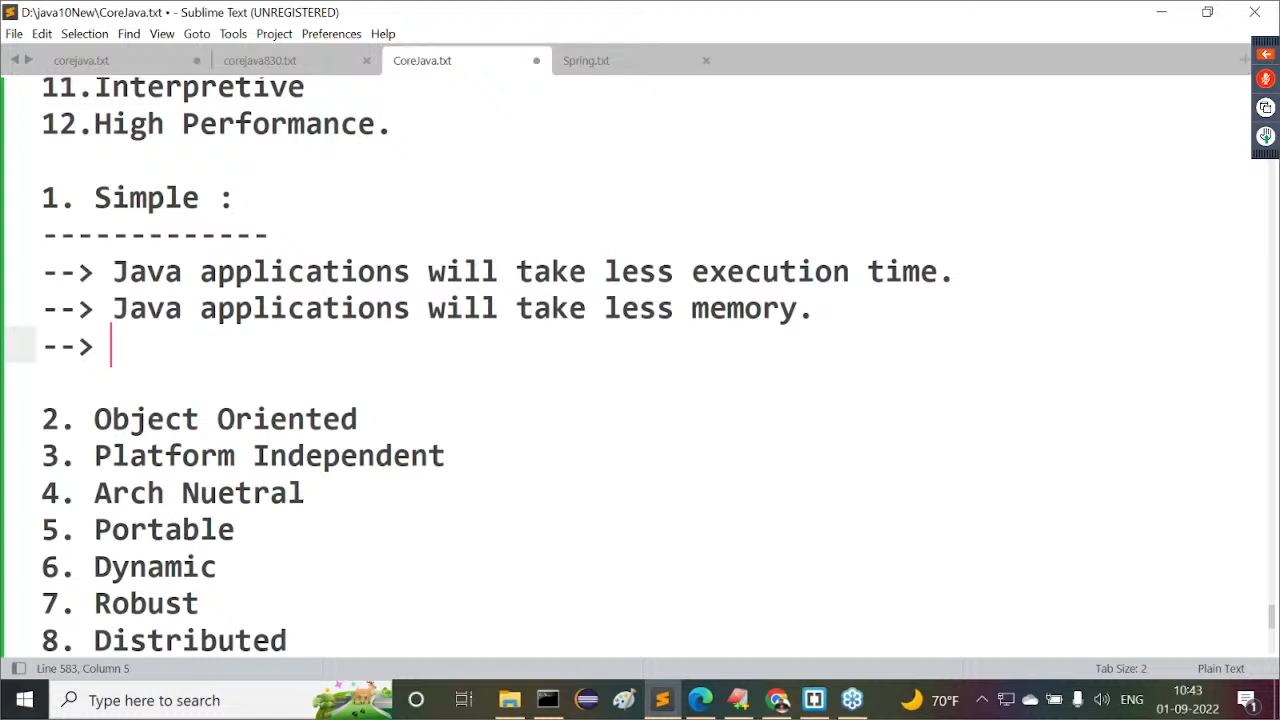 D:\java10New\CoreJava.txt • - Sublime Text (UNREGISTERED)
File Edit Selection Find View Goto Tools Project Preferences Help
corejava.txt corejava830.txt CoreJava.txt Spring.txt
11.Interpretive
12.High Performance.
1. Simple :
-------------
--> Java applications will take less execution time.
--> Java applications will take less memory.
-->
2. Object Oriented
3. Platform Independent
4. Arch Nuetral
5. Portable
6. Dynamic
7. Robust
8. Distributed
Line 583, Column 5 Tab Size: 2 Plain Text
Type here to search 70°F ENG 10:43
01-09-2022 1